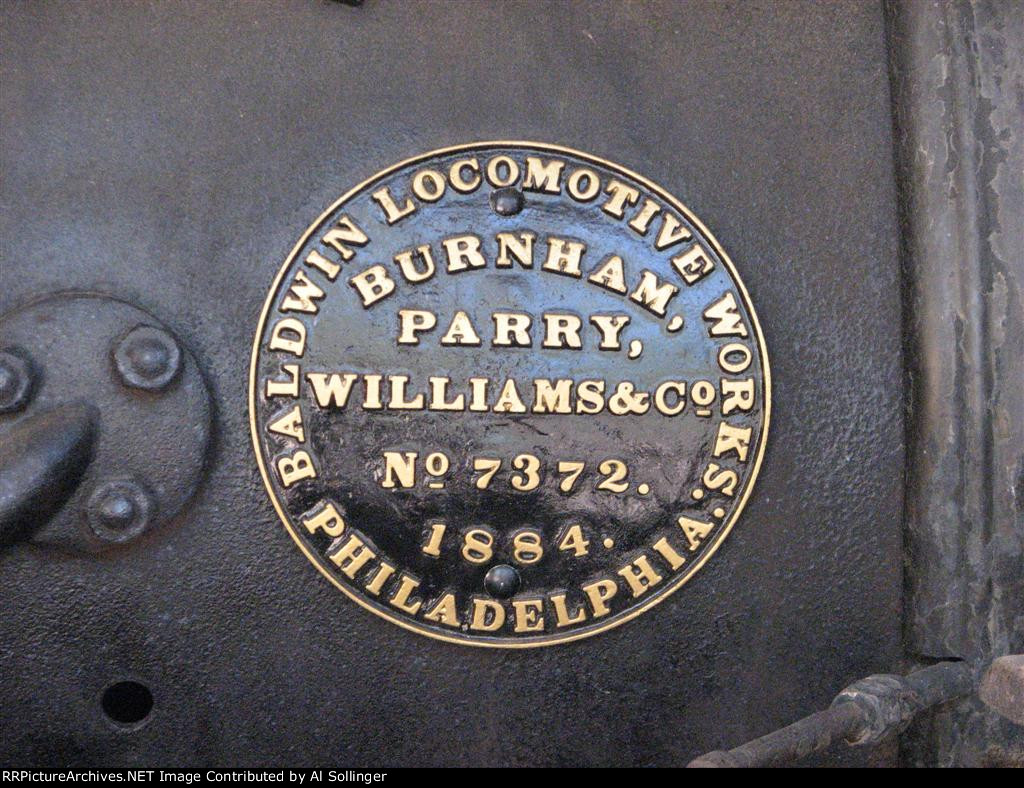 BALDWIN LOCOMOTIVE WORKS.
BURNHAM,
PARRY,
WILLIAMS & Cº
Nº 7372.
1884.
PHILADELPHIA.
RRPictureArchives.NET Image Contributed by Al Sollinger